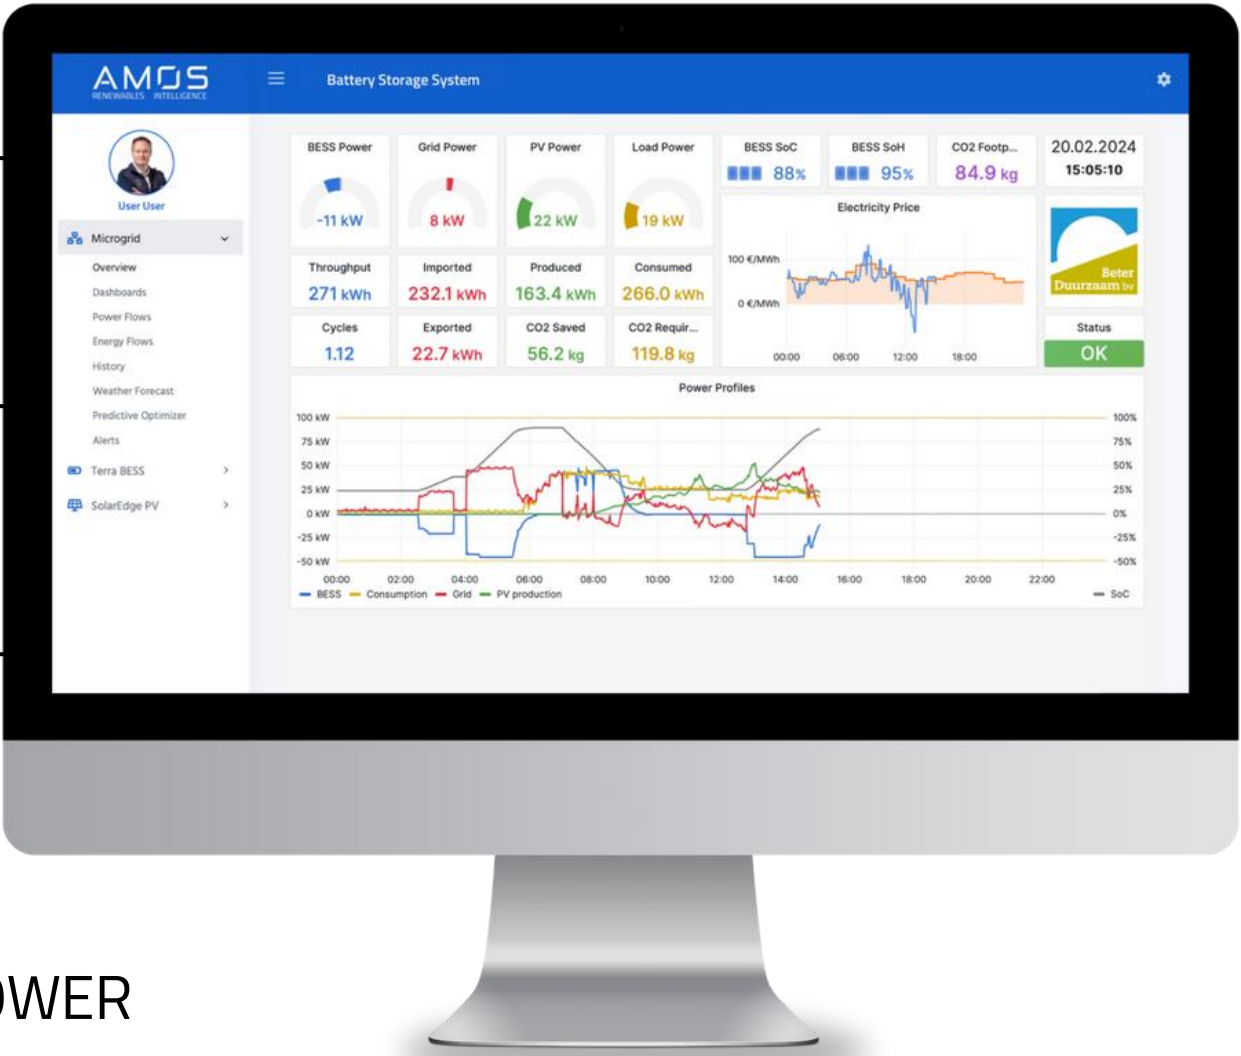 AMOS
RENEWABLES INTELLIGENCE
Battery Storage System
User User
Microgrid
Overview
Dashboards
Power Flows
Energy Flows
History
Weather Forecast
Predictive Optimizer
Alerts
Terra BESS
SolarEdge PV
BESS Power
-11 kW
Grid Power
8 kW
PV Power
22 kW
Load Power
19 kW
BESS SoC
88%
BESS SoH
95%
CO2 Footp...
84.9 kg
20.02.2024
15:05:10
Throughput
271 kWh
Imported
232.1 kWh
Produced
163.4 kWh
Consumed
266.0 kWh
Cycles
1.12
Exported
22.7 kWh
CO2 Saved
56.2 kg
CO2 Requir...
119.8 kg
Electricity Price
100 €/MWh
0 €/MWh
00:00 06:00 12:00 18:00
Beter
Duurzaam bv
Status
OK
Power Profiles
100 kW 100%
75 kW 75%
50 kW 50%
25 kW 25%
0 kW 0%
-25 kW -25%
-50 kW -50%
00:00 02:00 04:00 06:00 08:00 10:00 12:00 14:00 16:00 18:00 20:00 22:00
BESS Consumption Grid PV production SoC
OWER